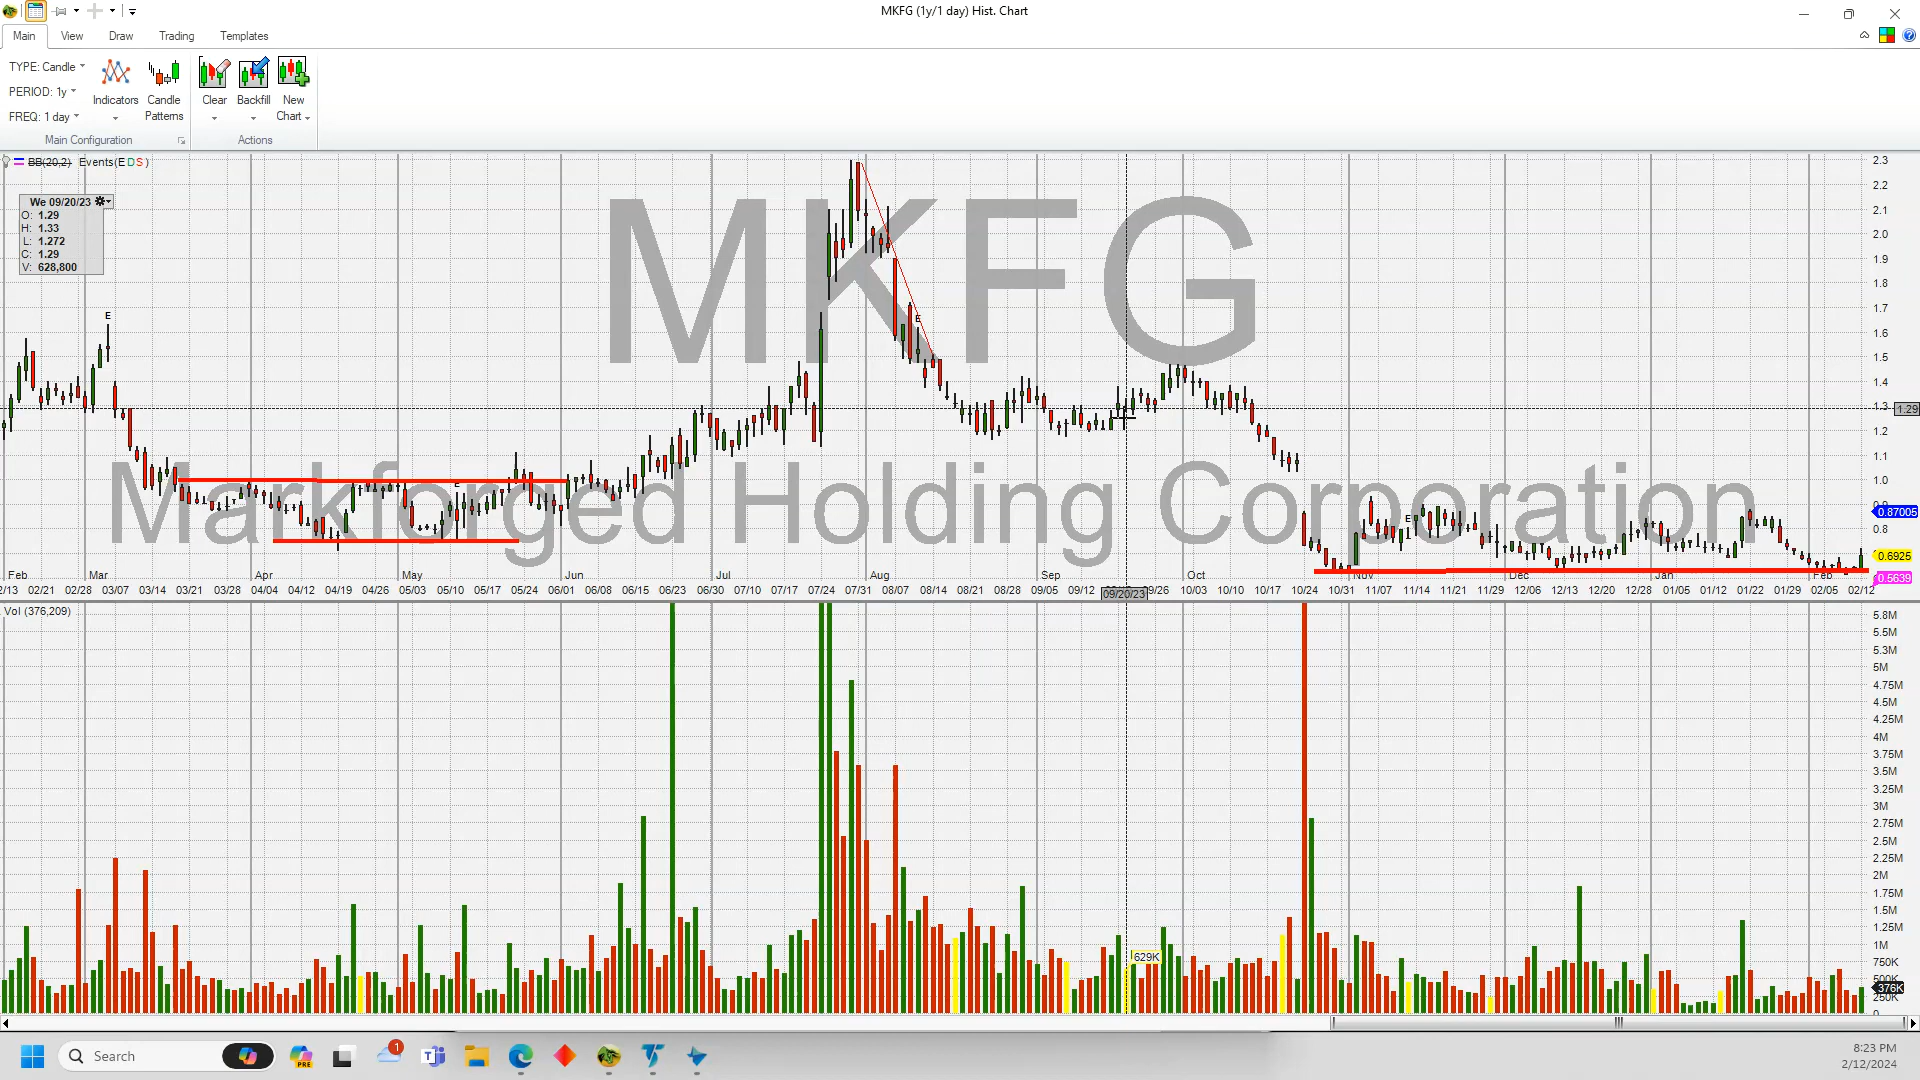 MKFG (1y/1 day) Hist. Chart
Main View Draw Trading Templates
TYPE: Candle
PERIOD: 1y
FREQ: 1 day
Indicators
Candle Patterns
Main Configuration
Clear
Backfill
New Chart
Actions
BB(20,2) Events(EDS)
We 09/20/23
O: 1.29
H: 1.33
L: 1.272
C: 1.29
V: 628,800
MKFG
Markforged Holding Corporation
E
E
E
E
2.3
2.2
2.1
2.0
1.9
1.8
1.7
1.6
1.5
1.4
1.3
1.29
1.2
1.1
1.0
0.9
0.87005
0.8
0.6925
0.5639
Feb Mar Apr May Jun Jul Aug Sep Oct Nov Dec Jan Feb
2/13 02/21 02/28 03/07 03/14 03/21 03/28 04/04 04/12 04/19 04/26 05/03 05/10 05/17 05/24 06/01 06/08 06/15 06/23 06/30 07/10 07/17 07/24 07/31 08/07 08/14 08/21 08/28 09/05 09/12 09/20/23 09/26 10/03 10/10 10/17 10/24 10/31 11/07 11/14 11/21 11/29 12/06 12/13 12/20 12/28 01/05 01/12 01/22 01/29 02/05 02/12
Vol (376,209)
5.8M
5.5M
5.3M
5M
4.75M
4.5M
4.25M
4M
3.75M
3.5M
3.25M
3M
2.75M
2.5M
2.25M
2M
1.75M
1.5M
1.25M
1M
750K
500K
376K
250K
0
629K
Search
PRE
1
8:23 PM
2/12/2024